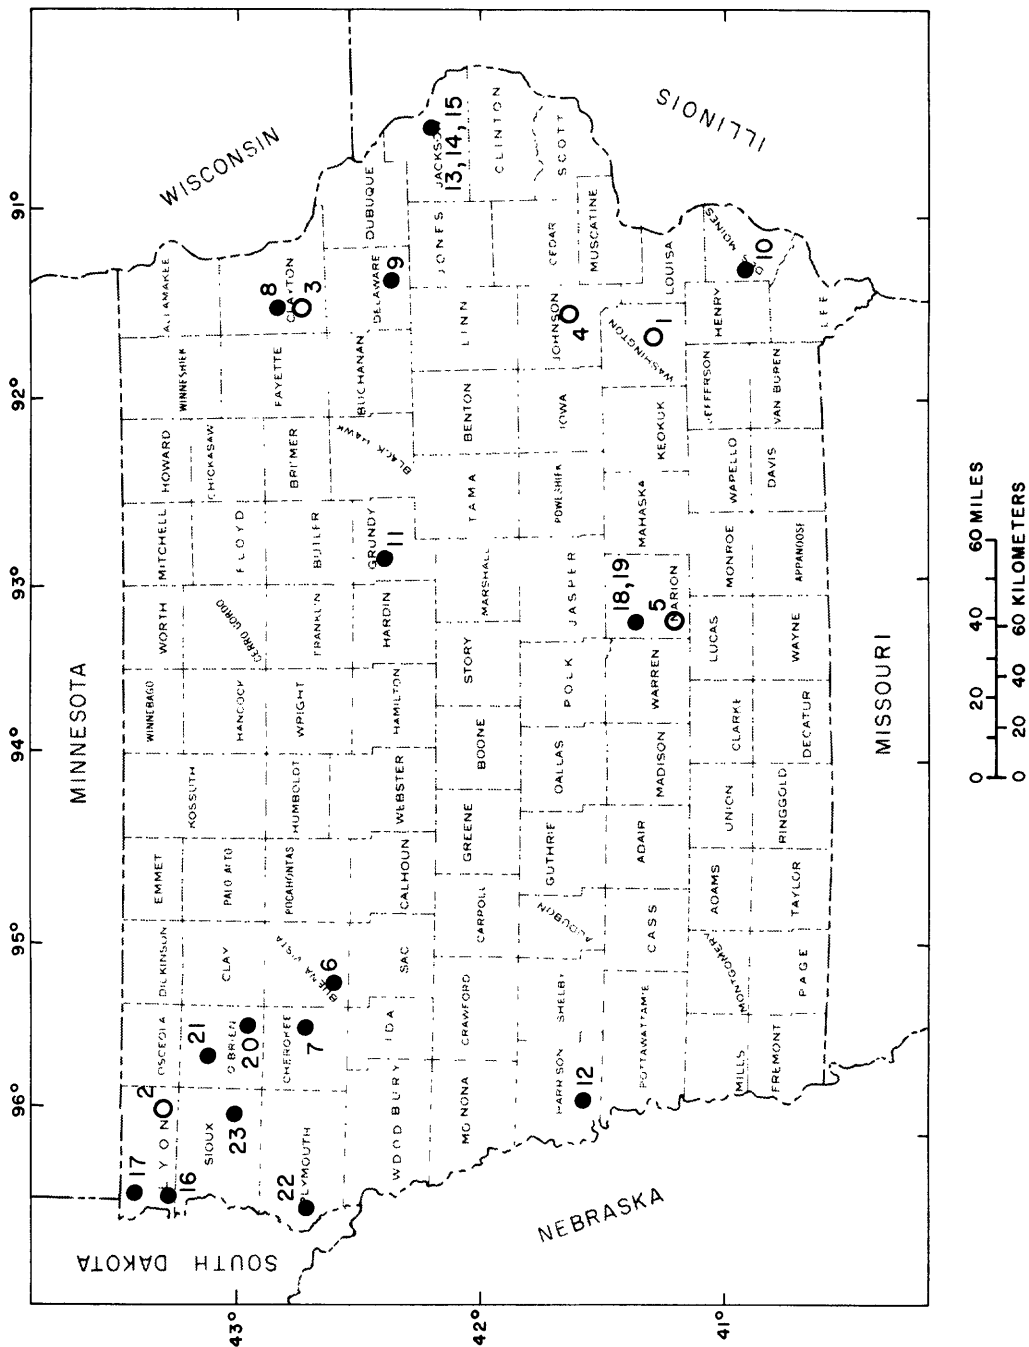 91°
92°
93°
94°
95°
96°
43°
42°
41°
MINNESOTA
WISCONSIN
ILLINOIS
MISSOURI
NEBRASKA
SOUTH DAKOTA
LYON
OSCEOLA
DICKINSON
EMMET
WINNEBAGO
WORTH
MITCHELL
HOWARD
WINNESHIEK
ALLAMAKEE
KOSSUTH
SIOUX
O'BRIEN
CLAY
PALO ALTO
HANCOCK
CERRO GORDO
FLOYD
CHICKASAW
PLYMOUTH
CHEROKEE
BUENA VISTA
POCAHONTAS
HUMBOLDT
WRIGHT
FRANKLIN
BUTLER
BREMER
FAYETTE
CLAYTON
WOODBURY
IDA
SAC
CALHOUN
WEBSTER
HAMILTON
HARDIN
GRUNDY
BLACK HAWK
BUCHANAN
DELAWARE
DUBUQUE
MONONA
CRAWFORD
CARROLL
GREENE
BOONE
STORY
MARSHALL
TAMA
BENTON
LINN
JONES
JACKSON
CLINTON
HARRISON
SHELBY
AUDUBON
GUTHRIE
DALLAS
POLK
JASPER
POWESHIEK
IOWA
JOHNSON
CEDAR
SCOTT
MUSCATINE
POTTAWATTAMIE
CASS
ADAIR
MADISON
WARREN
MARION
MAHASKA
KEOKUK
WASHINGTON
LOUISA
MILLS
MONTGOMERY
ADAMS
UNION
CLARKE
LUCAS
MONROE
WAPELLO
JEFFERSON
HENRY
DES MOINES
FREMONT
PAGE
TAYLOR
RINGGOLD
DECATUR
WAYNE
APPANOOSE
DAVIS
VAN BUREN
LEE
1
2
3
4
5
6
7
8
9
10
11
12
13, 14, 15
16
17
18, 19
20
21
22
23
0 20 40 60 MILES
0 20 40 60 KILOMETERS